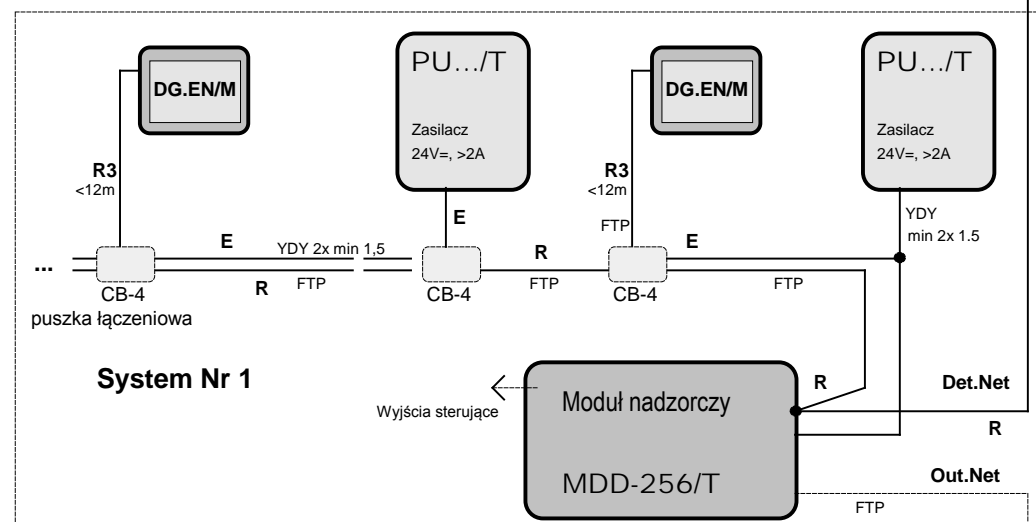 DG.EN/M
PU.../T
Zasilacz
24V=, >2A
DG.EN/M
PU.../T
Zasilacz
24V=, >2A
R3
<12m
E
R3
<12m
FTP
YDY
min 2x 1.5
...
E
YDY 2x min 1,5
R
FTP
CB-4
puszka łączeniowa
CB-4
R
FTP
CB-4
E
FTP
System Nr 1
Wyjścia sterujące
Moduł nadzorczy
MDD-256/T
R
Det.Net
R
Out.Net
FTP